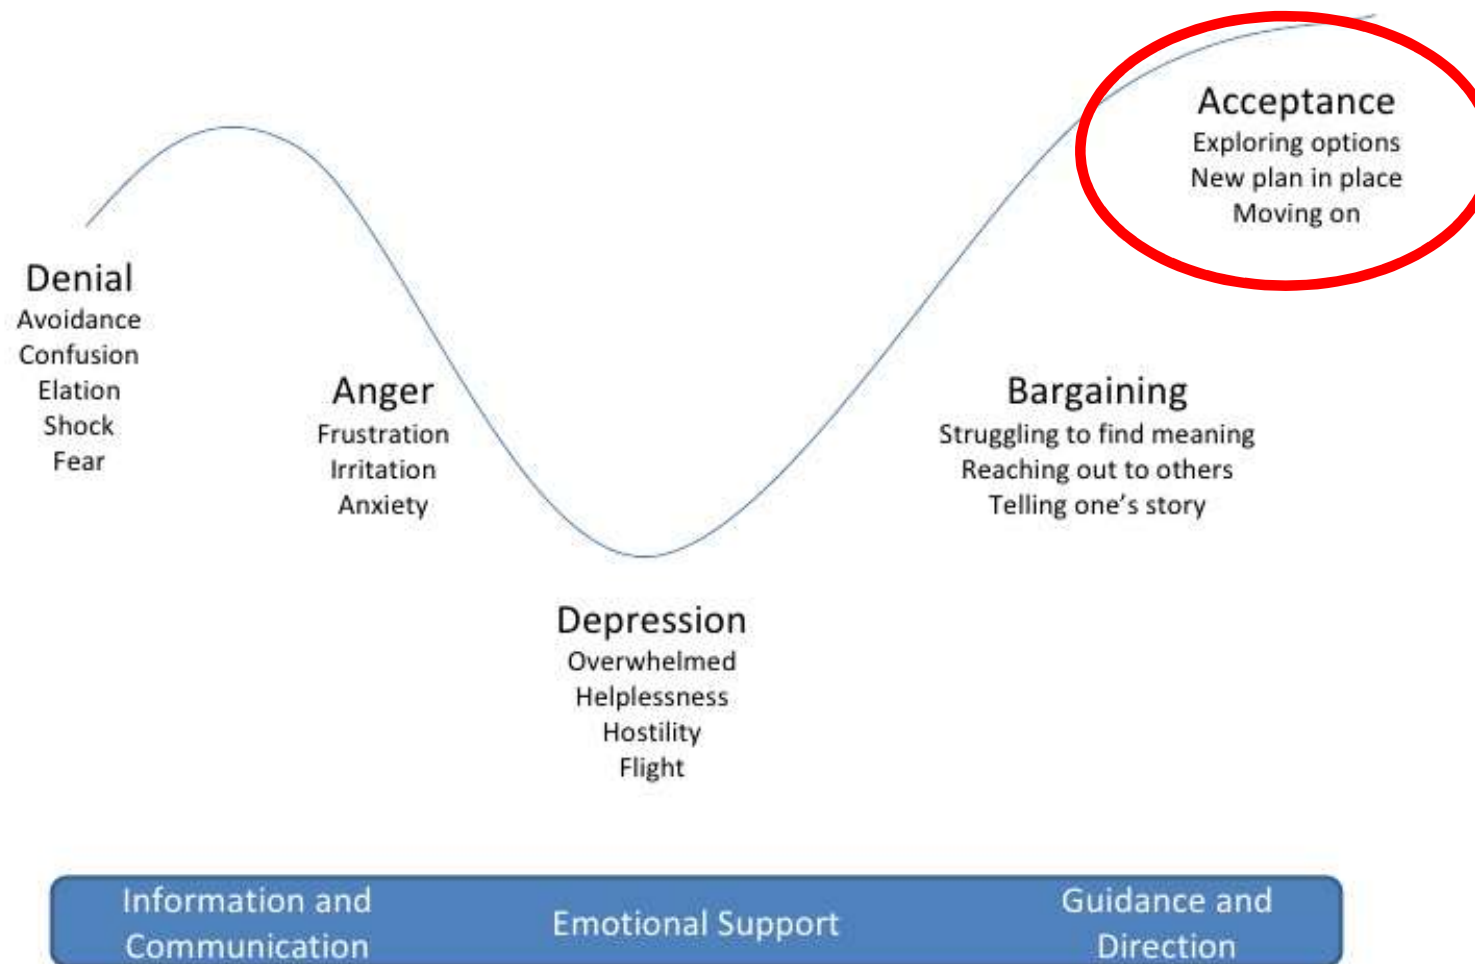 Acceptance
Exploring options
New plan in place
Moving on
Denial
Avoidance
Confusion
Elation
Shock
Fear
Anger
Frustration
Irritation
Anxiety
Bargaining
Struggling to find meaning
Reaching out to others
Telling one’s story
Depression
Overwhelmed
Helplessness
Hostility
Flight
Information and
Communication
Emotional Support
Guidance and
Direction